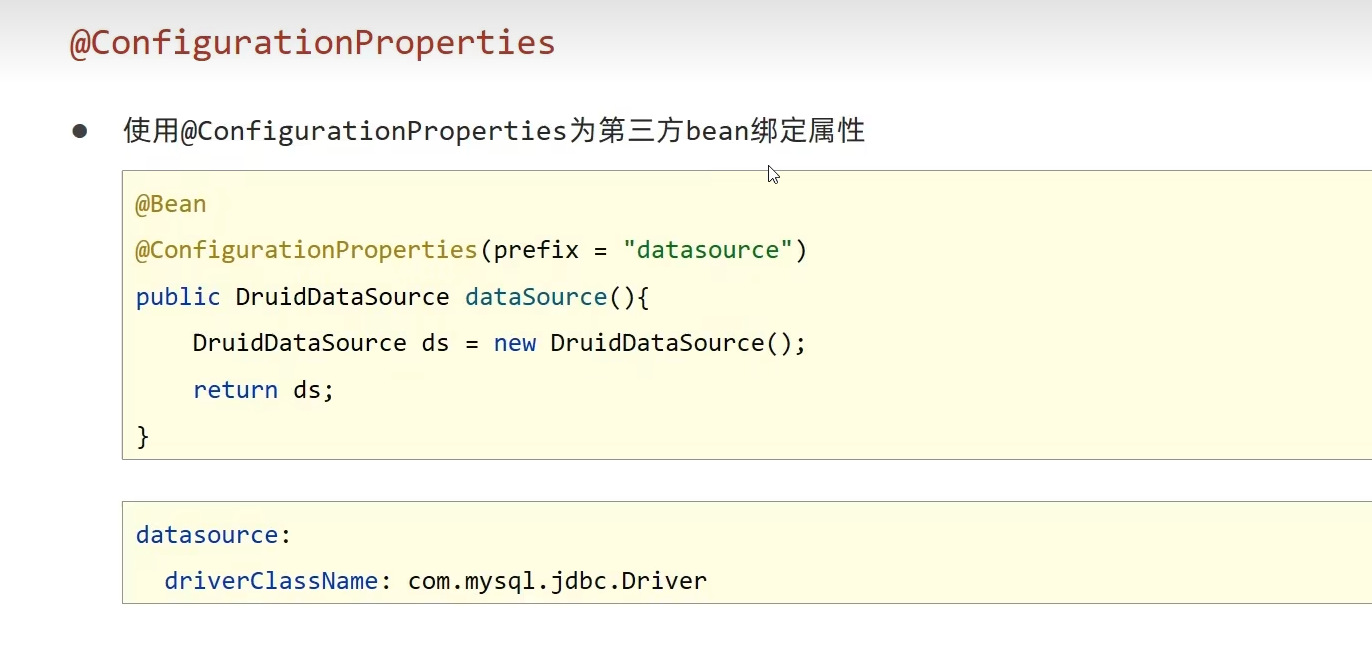 @ConfigurationProperties
● 使用@ConfigurationProperties为第三方bean绑定属性
@Bean
@ConfigurationProperties(prefix = "datasource")
public DruidDataSource dataSource(){
    DruidDataSource ds = new DruidDataSource();
    return ds;
}
datasource:
  driverClassName: com.mysql.jdbc.Driver